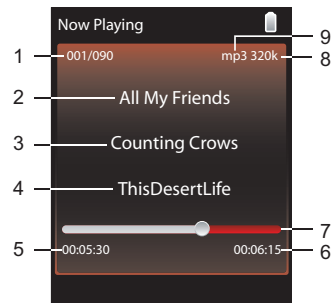 Now Playing
9
1
001/090
mp3 320k
8
2
All My Friends
3
Counting Crows
4
ThisDesertLife
7
5
00:05:30
00:06:15
6